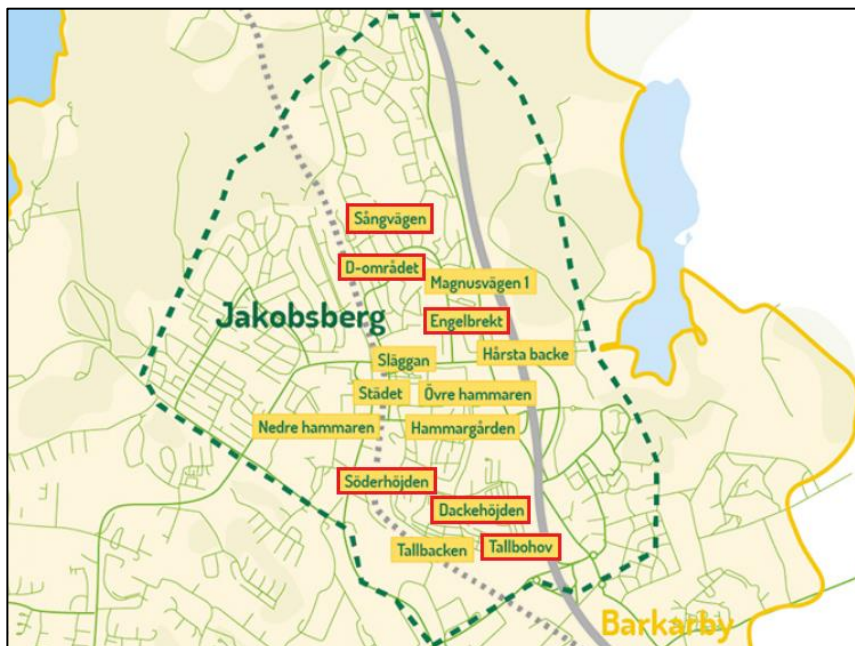 Sångvägen
D-området
Magnusvägen 1
Jakobsberg
Engelbrekt
Släggan
Hårsta backe
Städet
Övre hammaren
Nedre hammaren
Hammargården
Söderhöjden
Dackehöjden
Tallbacken
Tallbohov
Barkarby